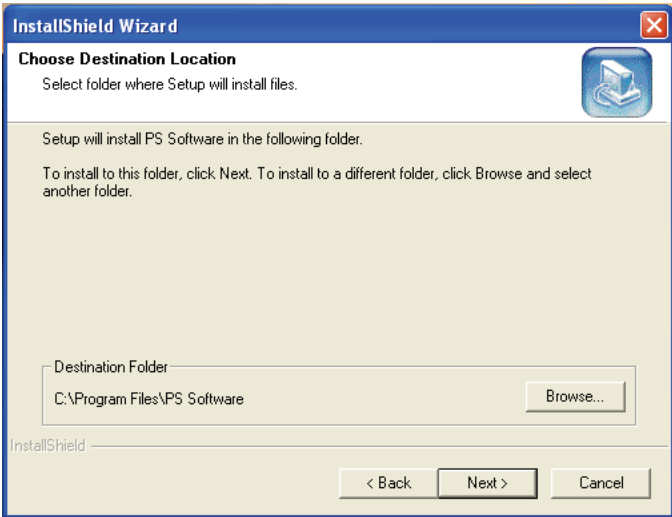 InstallShield Wizard
Choose Destination Location
Select folder where Setup will install files.
Setup will install PS Software in the following folder.
To install to this folder, click Next. To install to a different folder, click Browse and select
another folder.
Destination Folder
C:\Program Files\PS Software
Browse...
InstallShield
< Back
Next >
Cancel